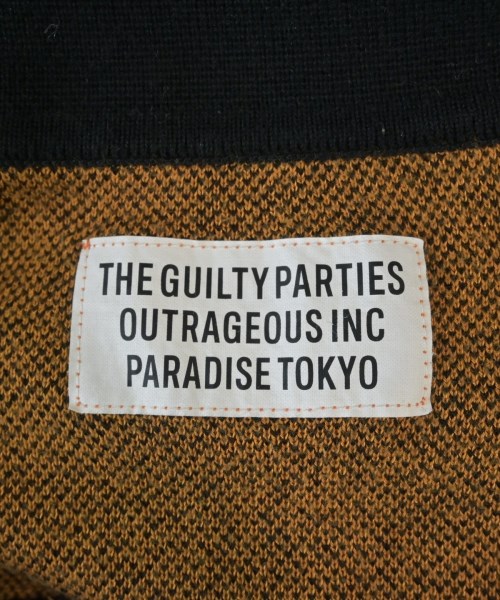 THE GUILTY PARTIES
OUTRAGEOUS INC
PARADISE TOKYO